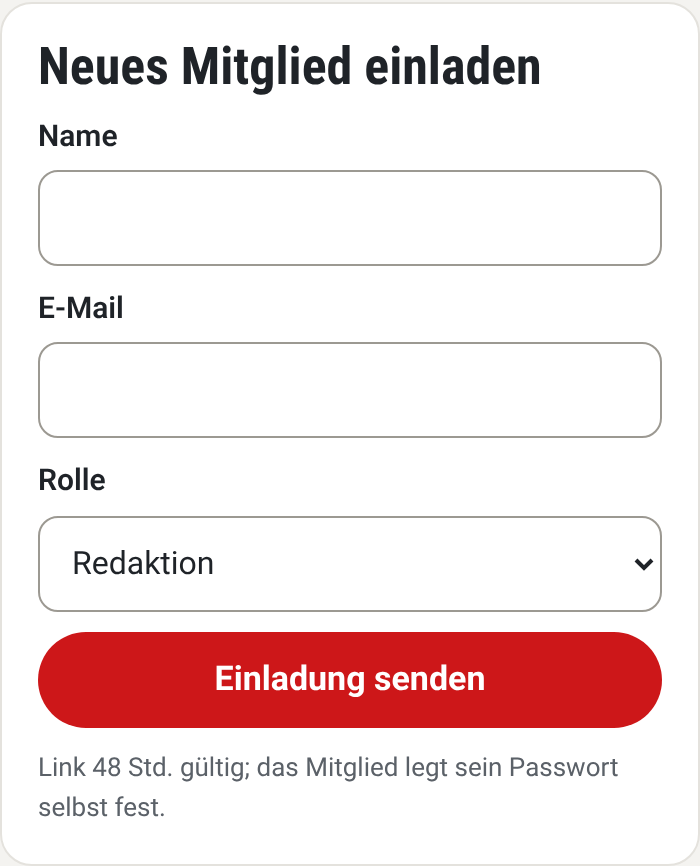 Neues Mitglied einladen
Name
E-Mail
Rolle
Redaktion
Einladung senden
Link 48 Std. gültig; das Mitglied legt sein Passwort
selbst fest.